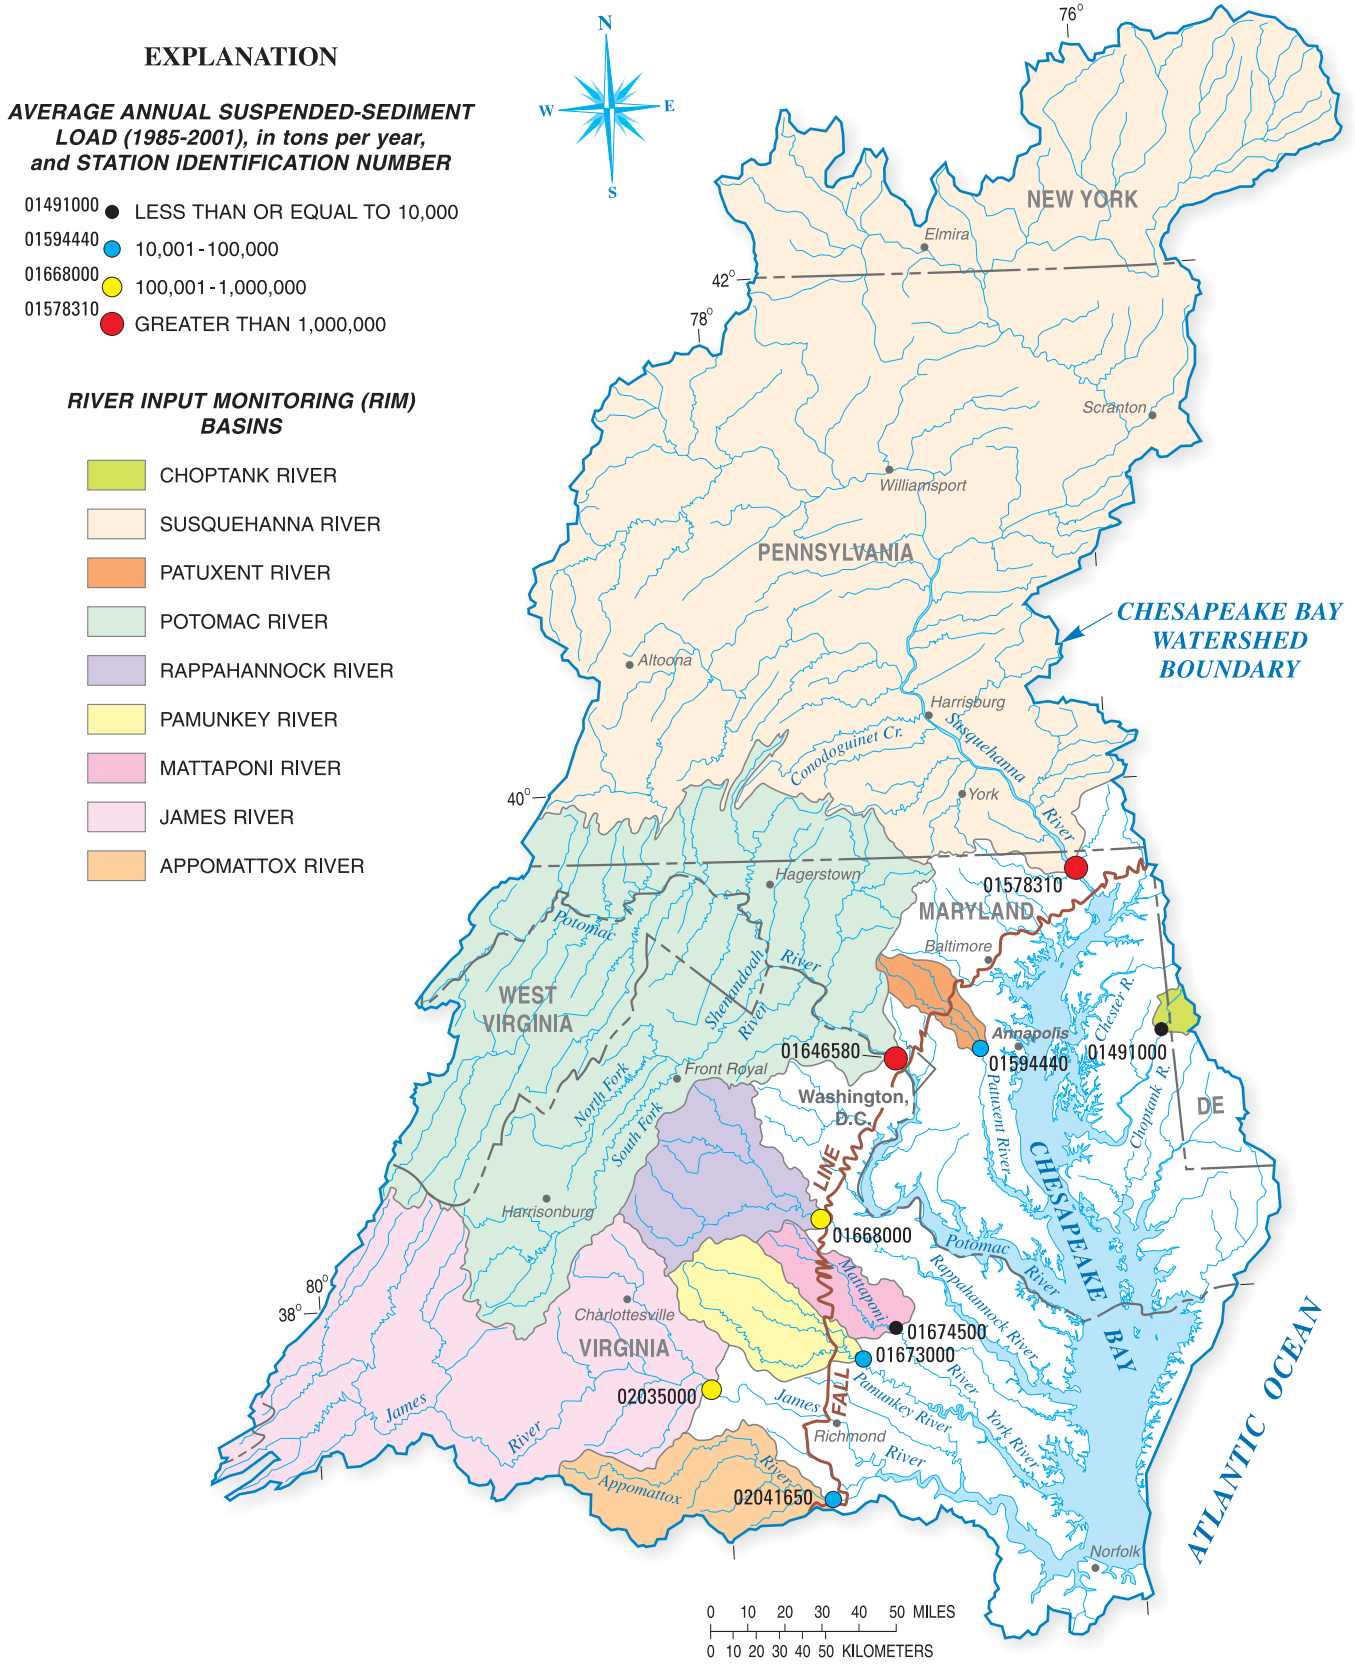 EXPLANATION
AVERAGE ANNUAL SUSPENDED-SEDIMENT
LOAD (1985-2001), in tons per year,
and STATION IDENTIFICATION NUMBER
01491000 LESS THAN OR EQUAL TO 10,000
01594440 10,001-100,000
01668000 100,001-1,000,000
01578310 GREATER THAN 1,000,000
RIVER INPUT MONITORING (RIM)
BASINS
CHOPTANK RIVER
SUSQUEHANNA RIVER
PATUXENT RIVER
POTOMAC RIVER
RAPPAHANNOCK RIVER
PAMUNKEY RIVER
MATTAPONI RIVER
JAMES RIVER
APPOMATTOX RIVER
N
W E
S
76°
NEW YORK
Elmira
42°
78°
Scranton
Williamsport
PENNSYLVANIA
CHESAPEAKE BAY
WATERSHED
BOUNDARY
Altoona
Harrisburg
Susquehanna
River
Conodoguinet Cr.
York
40°
Hagerstown
01578310
MARYLAND
Baltimore
Potomac
River
Shenandoah
River
WEST
VIRGINIA
Chester R.
01646580
Annapolis
01594440
01491000
Front Royal
North Fork
South Fork
Washington,
D.C.
Patuxent River
Choptank R.
DE
CHESAPEAKE
BAY
FALL
LINE
Harrisonburg
01668000
Potomac
River
Rappahannock River
Mattaponi
River
80°
38°
Charlottesville
VIRGINIA
01674500
01673000
02035000
James
River
James
River
Pamunkey River
York River
Richmond
Appomattox
River
02041650
Norfolk
ATLANTIC OCEAN
0 10 20 30 40 50 MILES
0 10 20 30 40 50 KILOMETERS